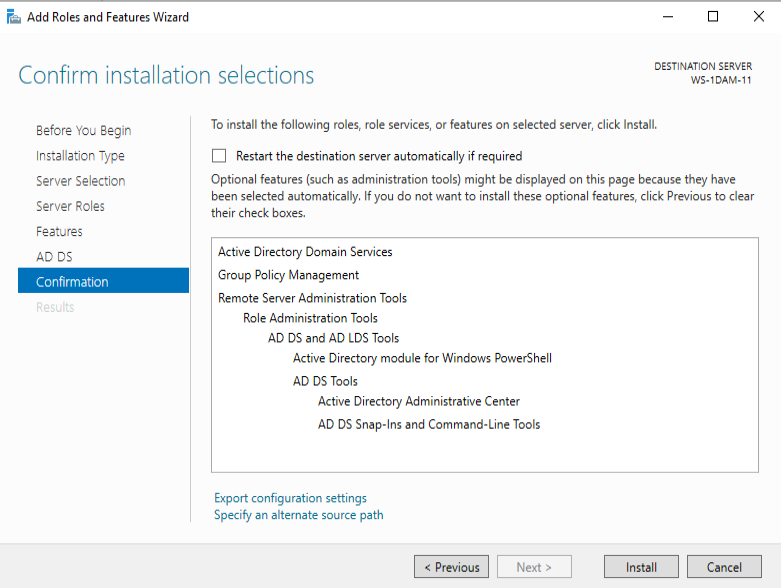 Add Roles and Features Wizard
Confirm installation selections
DESTINATION SERVER
WS-1DAM-11
Before You Begin
Installation Type
Server Selection
Server Roles
Features
AD DS
Confirmation
Results
To install the following roles, role services, or features on selected server, click Install.
Restart the destination server automatically if required
Optional features (such as administration tools) might be displayed on this page because they have
been selected automatically. If you do not want to install these optional features, click Previous to clear
their check boxes.
Active Directory Domain Services
Group Policy Management
Remote Server Administration Tools
Role Administration Tools
AD DS and AD LDS Tools
Active Directory module for Windows PowerShell
AD DS Tools
Active Directory Administrative Center
AD DS Snap-Ins and Command-Line Tools
Export configuration settings
Specify an alternate source path
< Previous
Next >
Install
Cancel